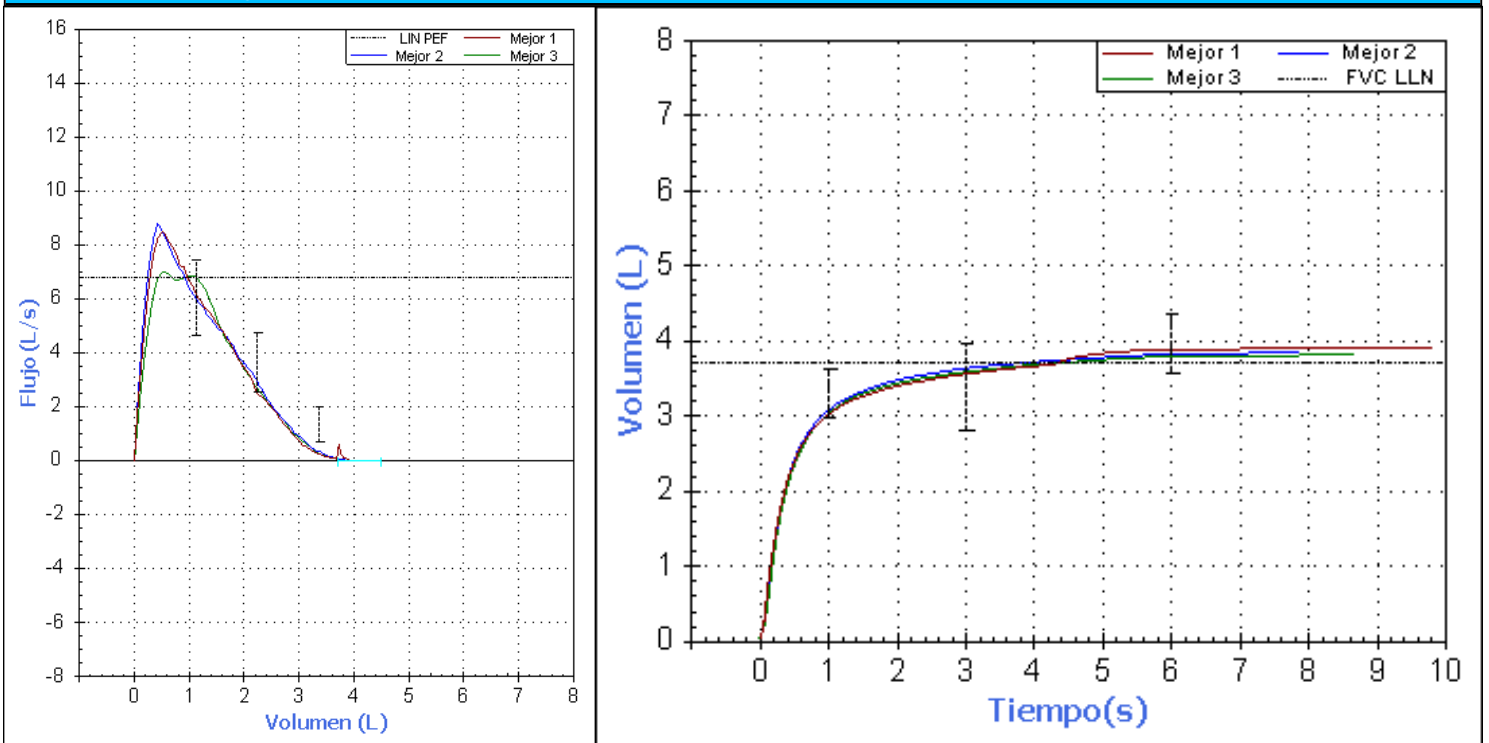 LIN PEF Mejor 1
Mejor 2 Mejor 3
16
14
12
10
8
6
4
2
0
-2
-4
-6
-8
Flujo (L/s)
0 1 2 3 4 5 6 7 8
Volumen (L)
Mejor 1 Mejor 2
Mejor 3 FVC LLN
8
7
6
5
4
3
2
1
0
Volumen (L)
0 1 2 3 4 5 6 7 8 9 10
Tiempo(s)